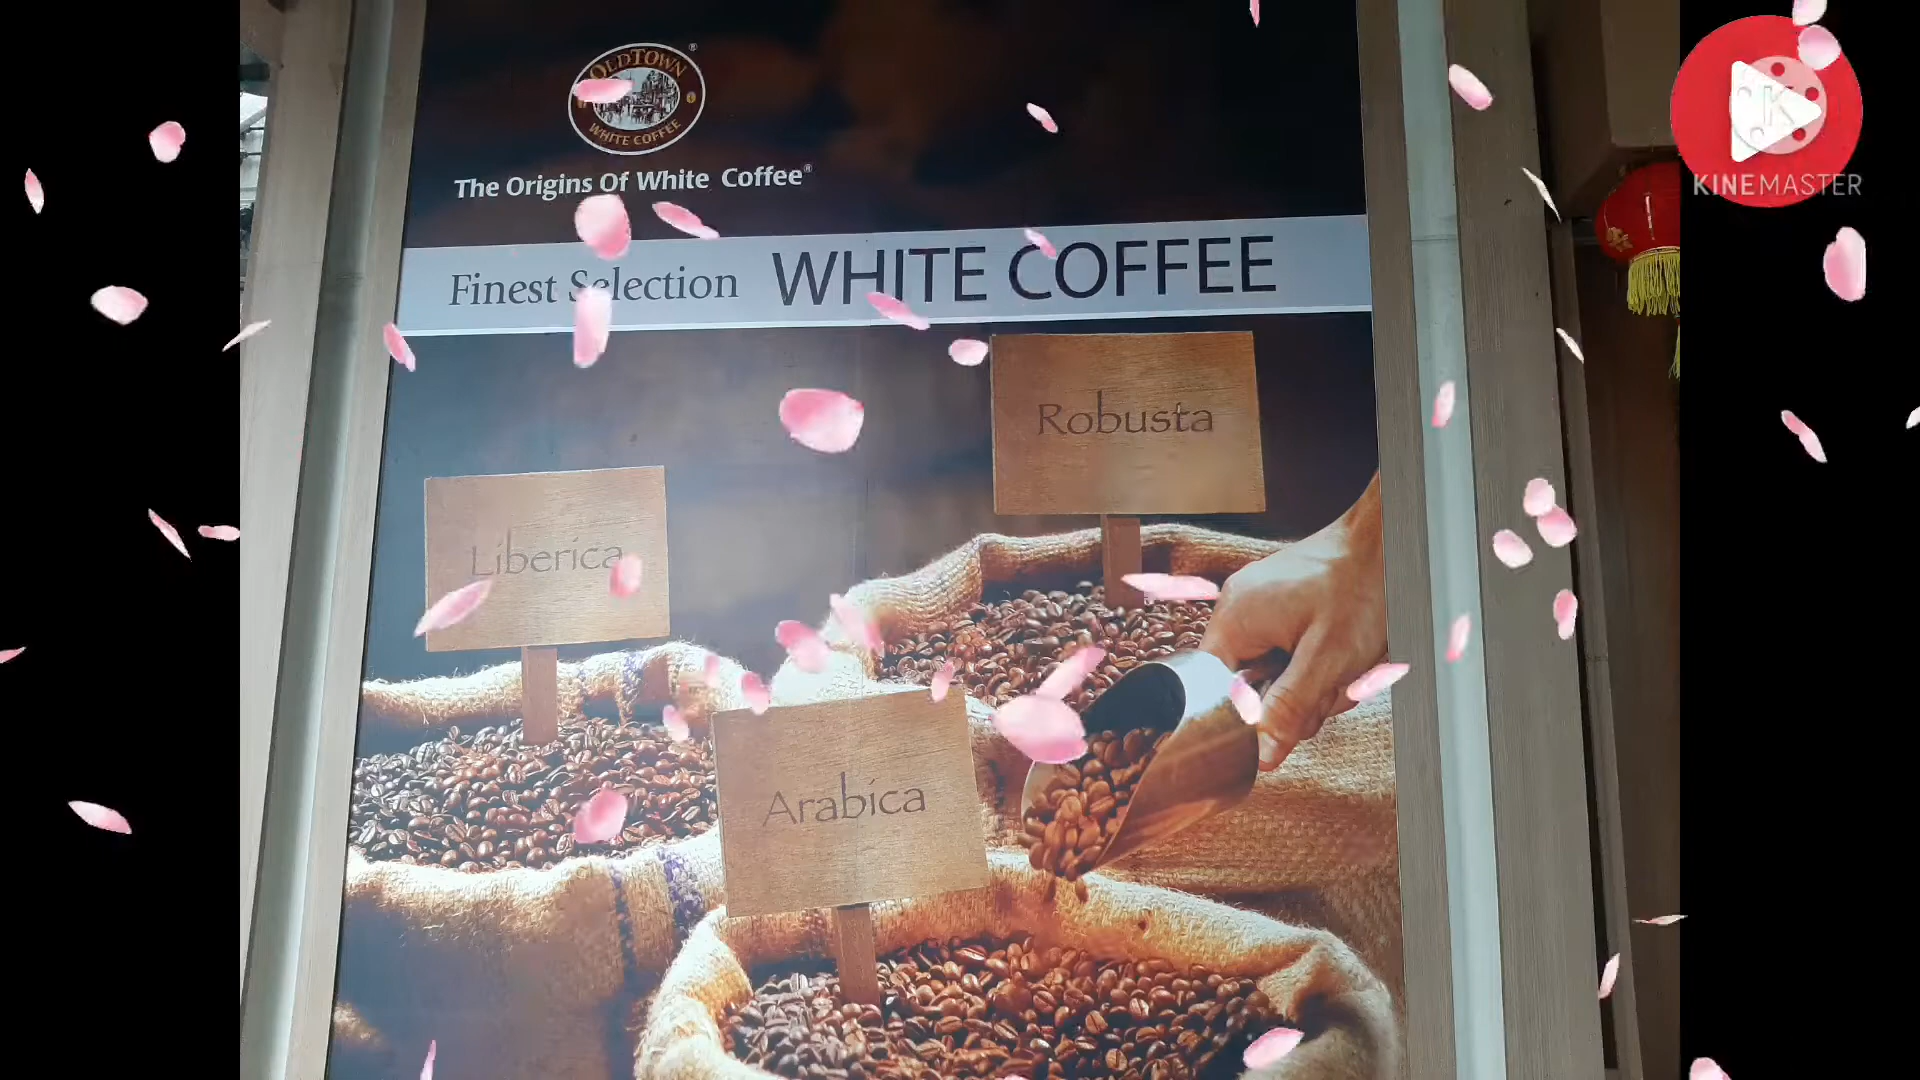 OLDTOWN
WHITE COFFEE
The Origins Of White Coffee®
Finest Selection WHITE COFFEE
Robusta
Liberica
Arabica
K
KINEMASTER